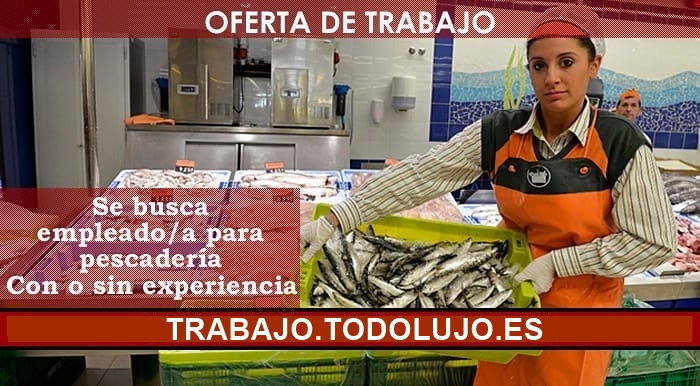 OFERTA DE TRABAJO
Se busca
empleado/a para
pescadería
Con o sin experiencia
TRABAJO.TODOLUJO.ES